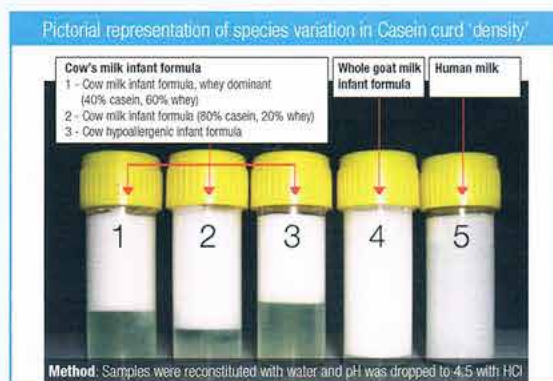 Pictorial representation of species variation in Casein curd 'density'
Cow's milk infant formula
1 - Cow milk infant formula, whey dominant
(40% casein, 60% whey)
2 - Cow milk infant formula (80% casein, 20% whey)
3 - Cow hypoallergenic infant formula
Whole goat milk
infant formula
Human milk
1 2 3 4 5
Method: Samples were reconstituted with water and pH was dropped to 4.5 with HCl